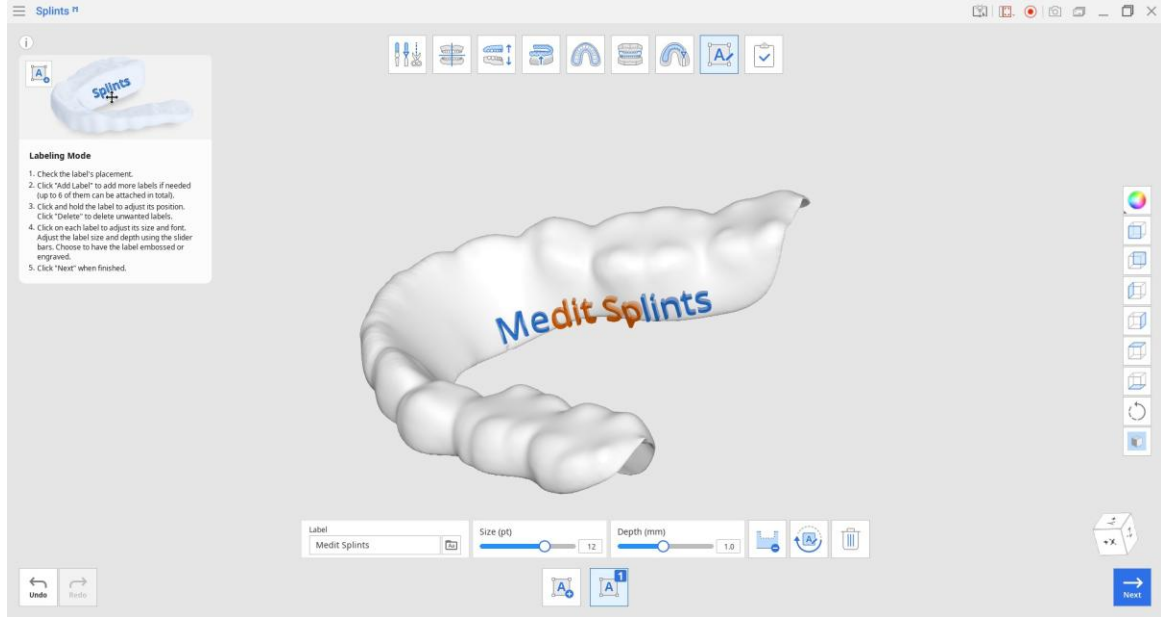 Splints
Splints
Labeling Mode
1. Check the label's placement.
2. Click "Add Label" to add more labels if needed
(up to 6 of them can be attached in total).
3. Click and hold the label to adjust its position.
Click "Delete" to delete unwanted labels.
4. Click on each label to adjust its size and font.
Adjust the label size and depth using the slider
bars. Choose to have the label embossed or
engraved.
5. Click "Next" when finished.
Medit Splints
Label
Medit Splints
Size (pt)
12
Depth (mm)
1.0
1
Undo
Redo
+X
Next